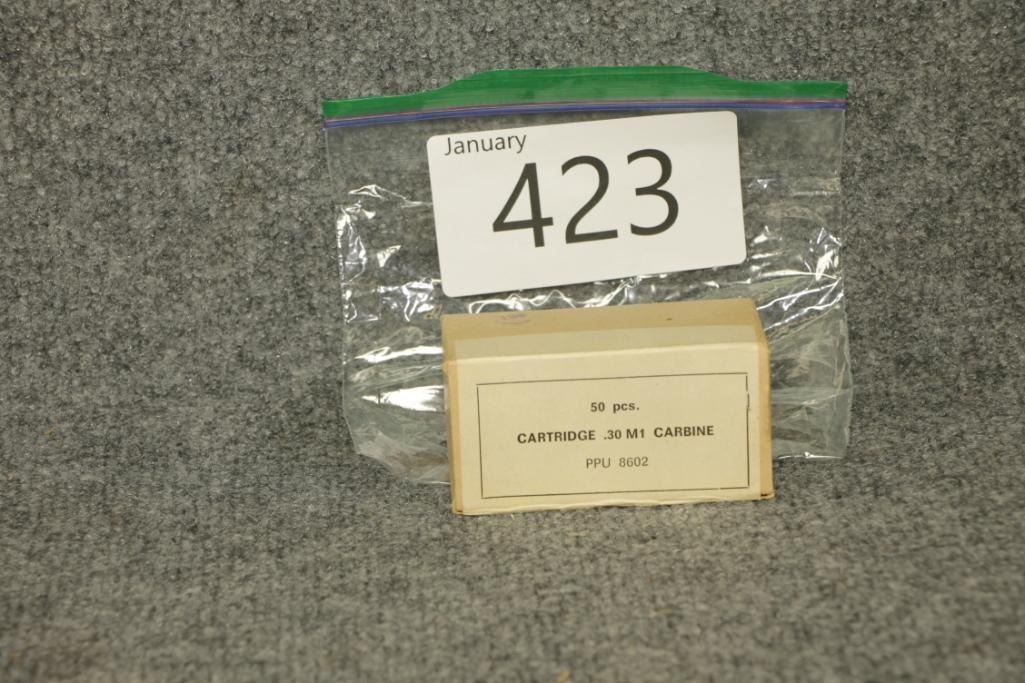 January
423
50 pcs.
CARTRIDGE .30 M1 CARBINE
PPU 8602